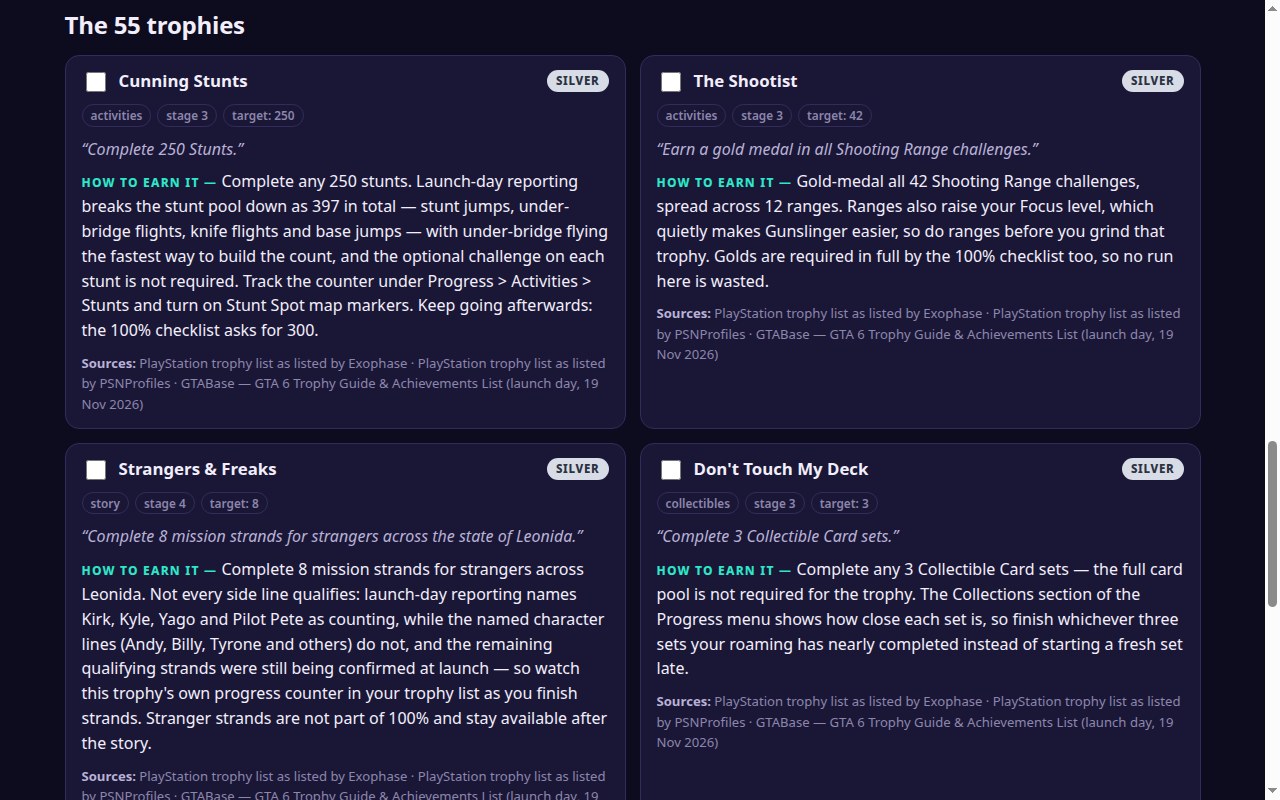 The 55 trophies
Cunning Stunts
SILVER
activities
stage 3
target: 250
“Complete 250 Stunts.”
HOW TO EARN IT — Complete any 250 stunts. Launch-day reporting
breaks the stunt pool down as 397 in total — stunt jumps, under-
bridge flights, knife flights and base jumps — with under-bridge flying
the fastest way to build the count, and the optional challenge on each
stunt is not required. Track the counter under Progress > Activities >
Stunts and turn on Stunt Spot map markers. Keep going afterwards:
the 100% checklist asks for 300.
Sources: PlayStation trophy list as listed by Exophase · PlayStation trophy list as listed
by PSNProfiles · GTABase — GTA 6 Trophy Guide & Achievements List (launch day, 19
Nov 2026)
The Shootist
SILVER
activities
stage 3
target: 42
“Earn a gold medal in all Shooting Range challenges.”
HOW TO EARN IT — Gold-medal all 42 Shooting Range challenges,
spread across 12 ranges. Ranges also raise your Focus level, which
quietly makes Gunslinger easier, so do ranges before you grind that
trophy. Golds are required in full by the 100% checklist too, so no run
here is wasted.
Sources: PlayStation trophy list as listed by Exophase · PlayStation trophy list as listed
by PSNProfiles · GTABase — GTA 6 Trophy Guide & Achievements List (launch day, 19
Nov 2026)
Strangers & Freaks
SILVER
story
stage 4
target: 8
“Complete 8 mission strands for strangers across the state of Leonida.”
HOW TO EARN IT — Complete 8 mission strands for strangers across
Leonida. Not every side line qualifies: launch-day reporting names
Kirk, Kyle, Yago and Pilot Pete as counting, while the named character
lines (Andy, Billy, Tyrone and others) do not, and the remaining
qualifying strands were still being confirmed at launch — so watch
this trophy's own progress counter in your trophy list as you finish
strands. Stranger strands are not part of 100% and stay available after
the story.
Sources: PlayStation trophy list as listed by Exophase · PlayStation trophy list as listed
by PSNProfiles · GTABase — GTA 6 Trophy Guide & Achievements List (launch day, 19
Don't Touch My Deck
SILVER
collectibles
stage 3
target: 3
“Complete 3 Collectible Card sets.”
HOW TO EARN IT — Complete any 3 Collectible Card sets — the full card
pool is not required for the trophy. The Collections section of the
Progress menu shows how close each set is, so finish whichever three
sets your roaming has nearly completed instead of starting a fresh set
late.
Sources: PlayStation trophy list as listed by Exophase · PlayStation trophy list as listed
by PSNProfiles · GTABase — GTA 6 Trophy Guide & Achievements List (launch day, 19
Nov 2026)